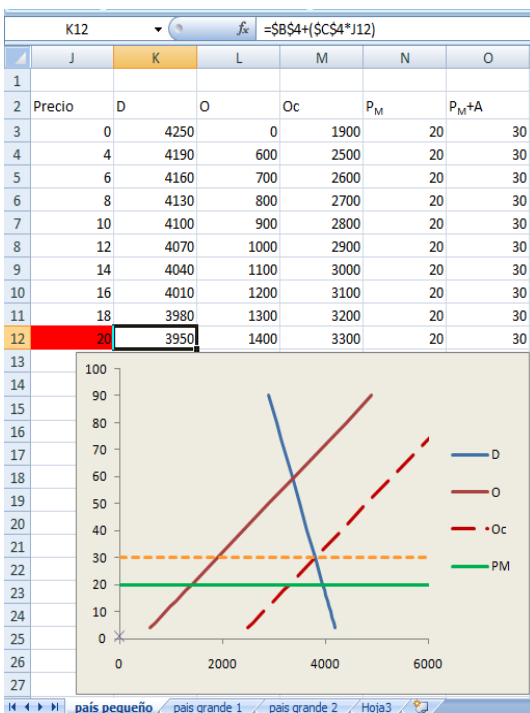 K12 fx =$B$4+($C$4*J12)
J K L M N O
1
2 Precio D O Oc PM PM+A
3 0 4250 0 1900 20 30
4 4 4190 600 2500 20 30
5 6 4160 700 2600 20 30
6 8 4130 800 2700 20 30
7 10 4100 900 2800 20 30
8 12 4070 1000 2900 20 30
9 14 4040 1100 3000 20 30
10 16 4010 1200 3100 20 30
11 18 3980 1300 3200 20 30
12 20 3950 1400 3300 20 30
13
14
15
16
17
18
19
20
21
22
23
24
25
26
27
100
90
80
70
60
50
40
30
20
10
0
0 2000 4000 6000
D
O
Oc
PM
país pequeño pais grande 1 pais grande 2 Hoja3